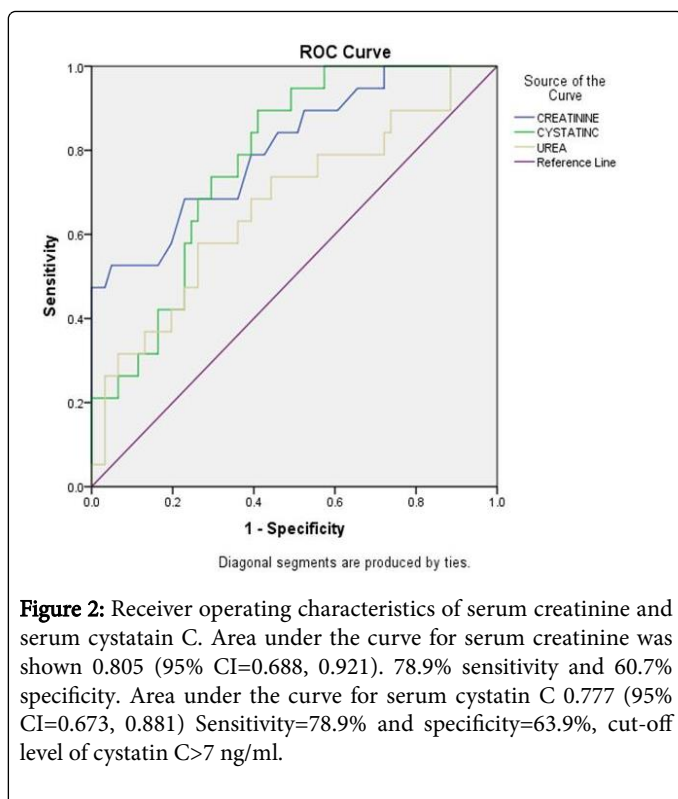 ROC Curve
1.0
0.8
0.6
0.4
0.2
0.0
Sensitivity
0.0 0.2 0.4 0.6 0.8 1.0
1 - Specificity
Source of the
Curve
CREATININE
CYSTATINC
UREA
Reference Line
Diagonal segments are produced by ties.
Figure 2: Receiver operating characteristics of serum creatinine and
serum cystatain C. Area under the curve for serum creatinine was
shown 0.805 (95% CI=0.688, 0.921). 78.9% sensitivity and 60.7%
specificity. Area under the curve for serum cystatin C 0.777 (95%
CI=0.673, 0.881) Sensitivity=78.9% and specificity=63.9%, cut-off
level of cystatin C>7 ng/ml.